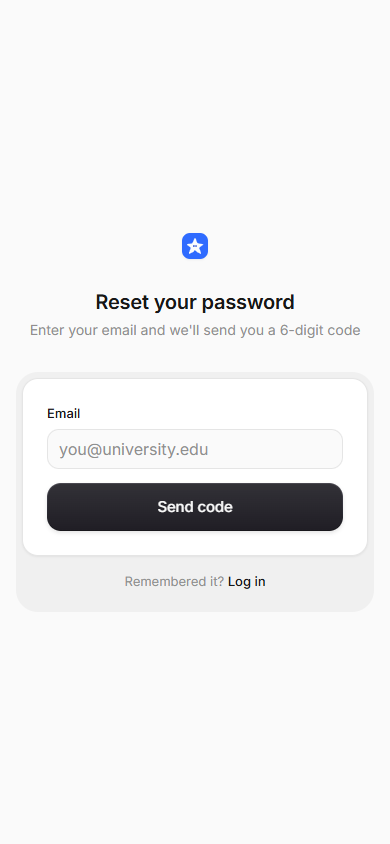 Reset your password
Enter your email and we'll send you a 6-digit code
Email
you@university.edu
Send code
Remembered it? Log in